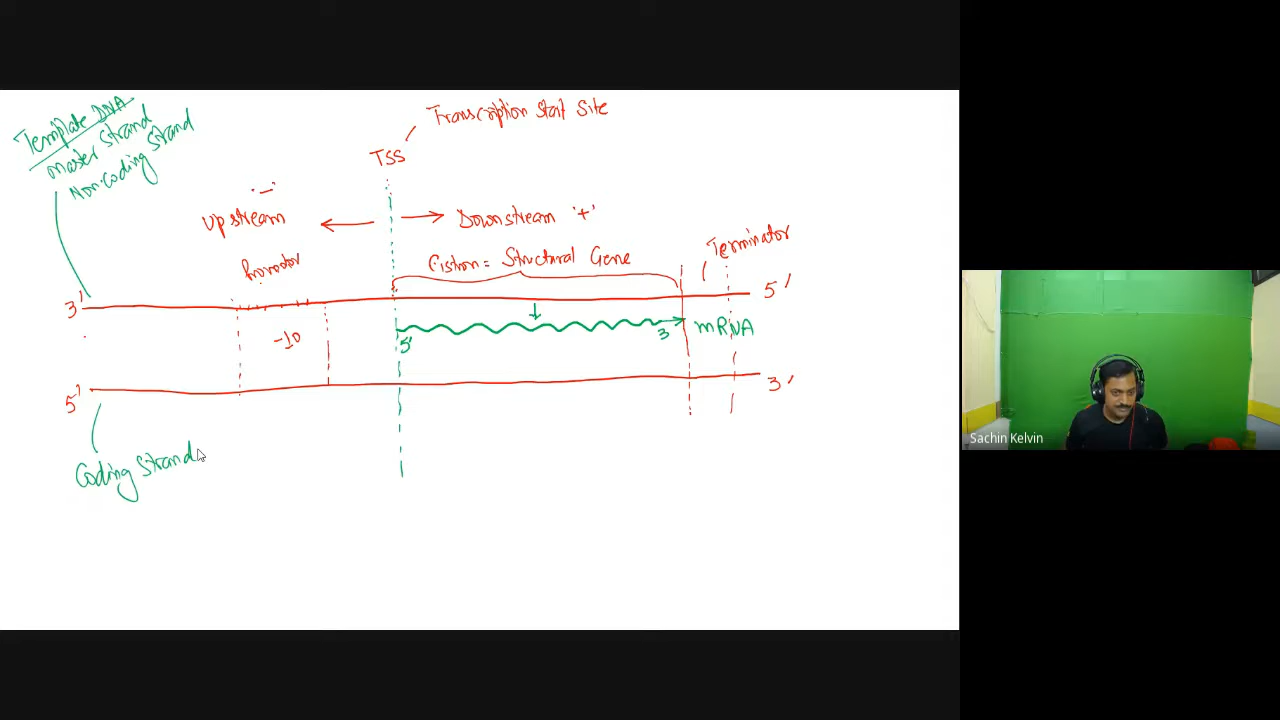 Template DNA
Master Strand
Non-coding Strand
Transcription Start Site
TSS
'-'
Upstream
Downstream '+'
Promotor
Cistron = Structural Gene
Terminator
3'
5'
-10
5'
3'
mRNA
5'
3'
Coding Strand
Sachin Kelvin